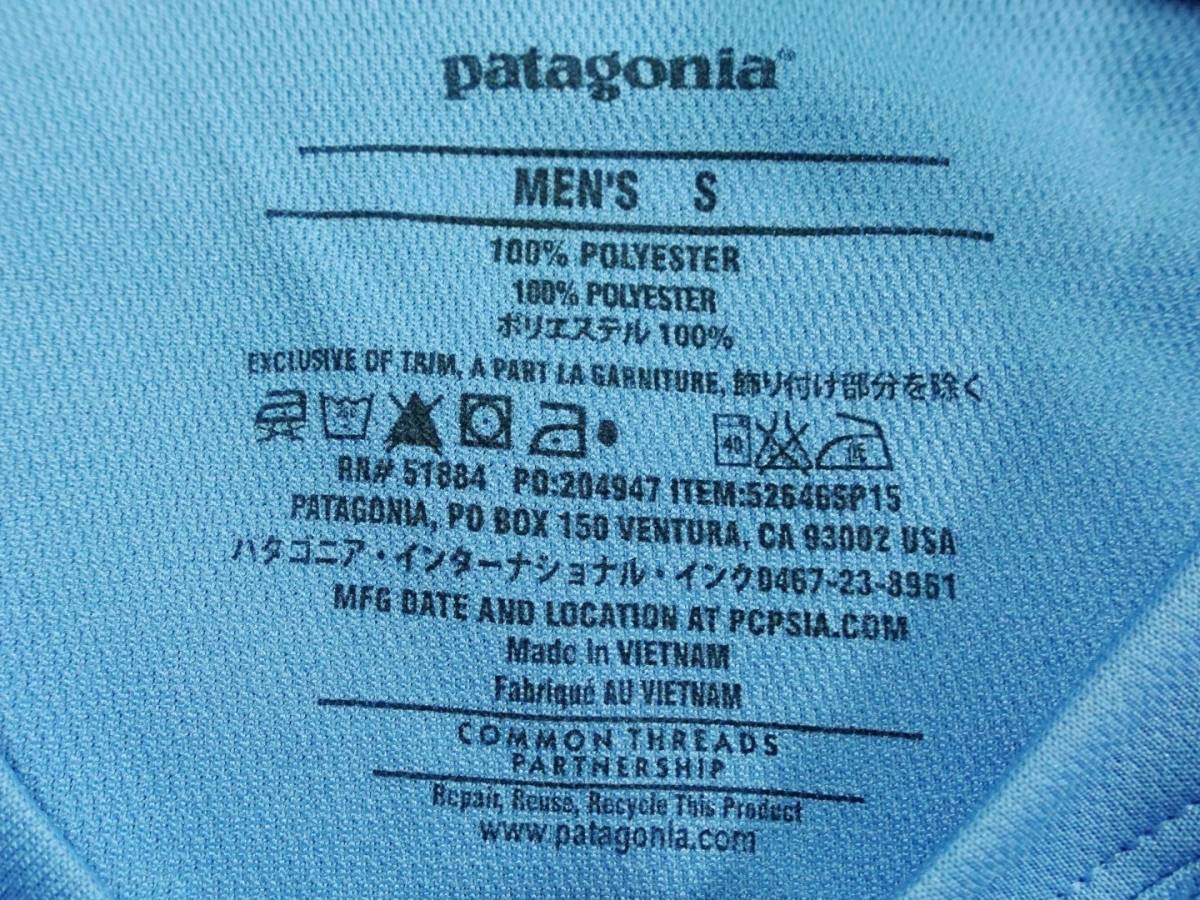 patagonia®
MEN'S S
100% POLYESTER
100% POLYESTER
ポリエステル 100%
EXCLUSIVE OF TRIM, A PART LA GARNITURE, 飾り付け部分を除く
40 低
RN# 51884 PO:204947 ITEM:52646SP15
PATAGONIA, PO BOX 150 VENTURA, CA 93002 USA
パタゴニア・インターナショナル・インク0467-23-8961
MFG DATE AND LOCATION AT PCPSIA.COM
Made in VIETNAM
Fabriqué AU VIETNAM
COMMON THREADS
PARTNERSHIP
Repair, Reuse, Recycle This Product
www.patagonia.com